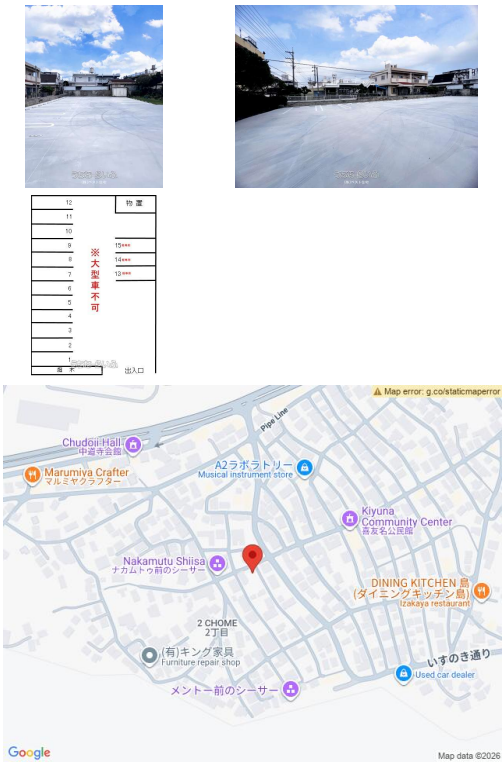 12
物 置
11
10
9
15***
8
14***
7
13***
6
5
4
3
2
1
※大型車不可
出入口
Map error: g.co/staticmaperror
Pipe Line
Chudoji Hall
中道寺会館
A2ラボラトリー
Musical instrument store
Marumiya Crafter
マルミヤクラフター
Kiyuna
Community Center
喜友名公民館
Nakamutu Shiisa
ナカムトゥ前のシーサー
DINING KITCHEN 島
(ダイニングキッチン島)
Izakaya restaurant
2 CHOME
2丁目
(有)キング家具
Furniture repair shop
いすのき通り
Used car dealer
メントー前のシーサー
Google
Map data ©2026